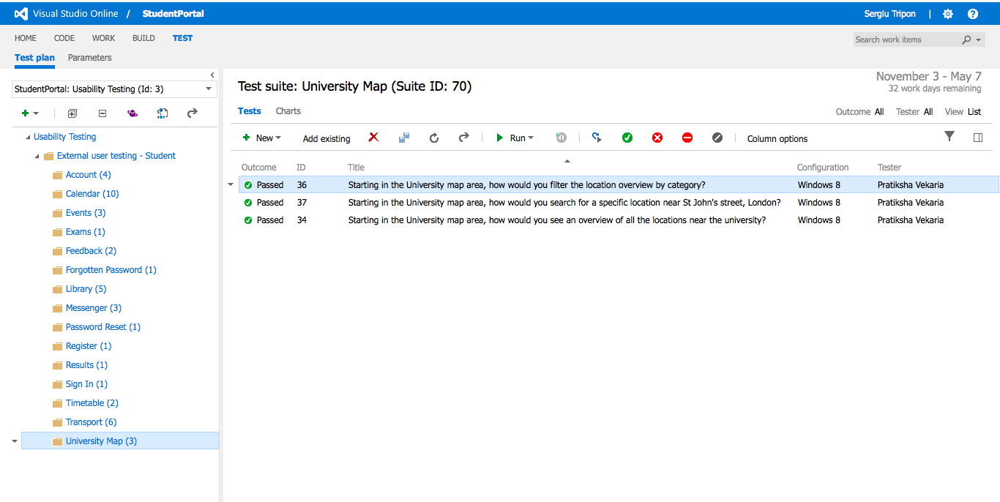 Visual Studio Online / StudentPortal
Sergiu Tripon |
HOME CODE WORK BUILD TEST
Search work items
Test plan Parameters
StudentPortal: Usability Testing (Id: 3)
Usability Testing
External user testing - Student
Account (4)
Calendar (10)
Events (3)
Exams (1)
Feedback (2)
Forgotten Password (1)
Library (5)
Messenger (3)
Password Reset (1)
Register (1)
Results (1)
Sign In (1)
Timetable (2)
Transport (6)
University Map (3)
November 3 - May 7
Test suite: University Map (Suite ID: 70)
32 work days remaining
Tests Charts
Outcome All Tester All View List
New Add existing Run Column options
Outcome ID Title Configuration Tester
Passed 36 Starting in the University map area, how would you filter the location overview by category? Windows 8 Pratiksha Vekaria
Passed 37 Starting in the University map area, how would you search for a specific location near St John's street, London? Windows 8 Pratiksha Vekaria
Passed 34 Starting in the University map area, how would you see an overview of all the locations near the university? Windows 8 Pratiksha Vekaria